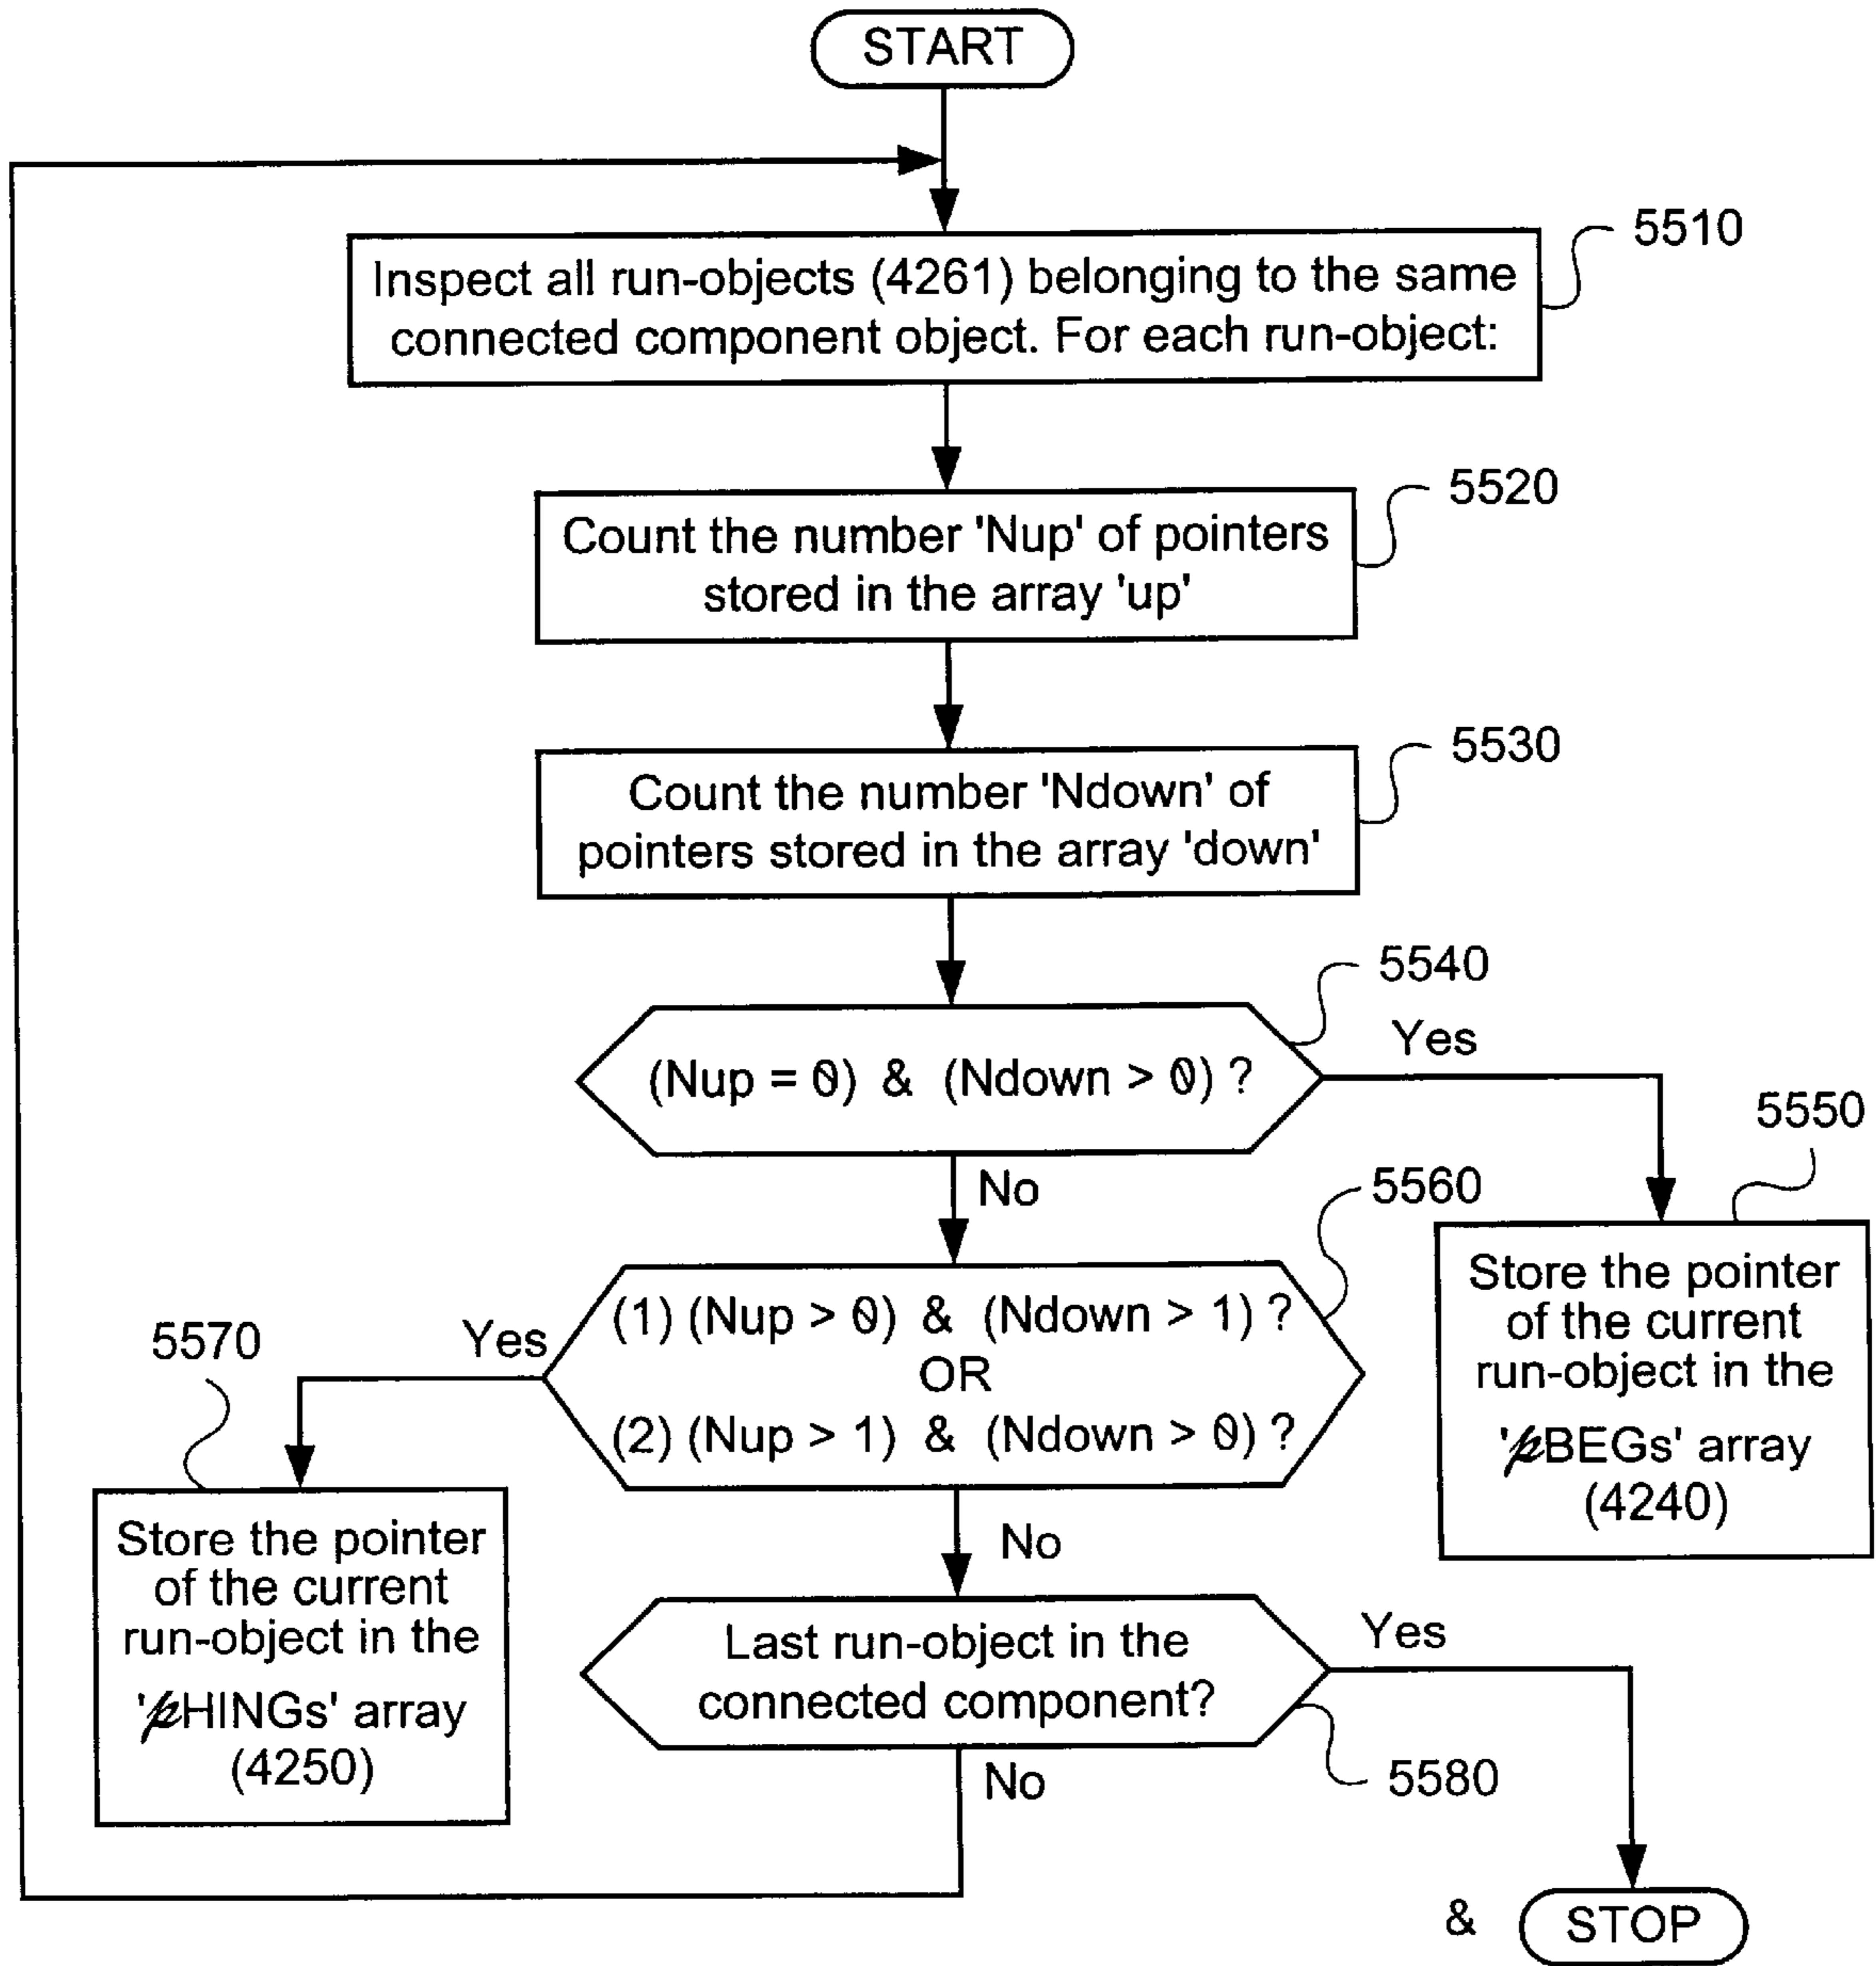 START
5510
Inspect all run-objects (4261) belonging to the same
connected component object. For each run-object:
5520
Count the number 'Nup' of pointers
stored in the array 'up'
5530
Count the number 'Ndown' of
pointers stored in the array 'down'
5540
(Nup = 0) & (Ndown > 0) ?
Yes
No
5550
Store the pointer
of the current
run-object in the
'pBEGs' array
(4240)
5560
(1) (Nup > 0) & (Ndown > 1) ?
OR
(2) (Nup > 1) & (Ndown > 0) ?
Yes
No
5570
Store the pointer
of the current
run-object in the
'pHINGs' array
(4250)
Last run-object in the
connected component?
Yes
No
5580
& STOP